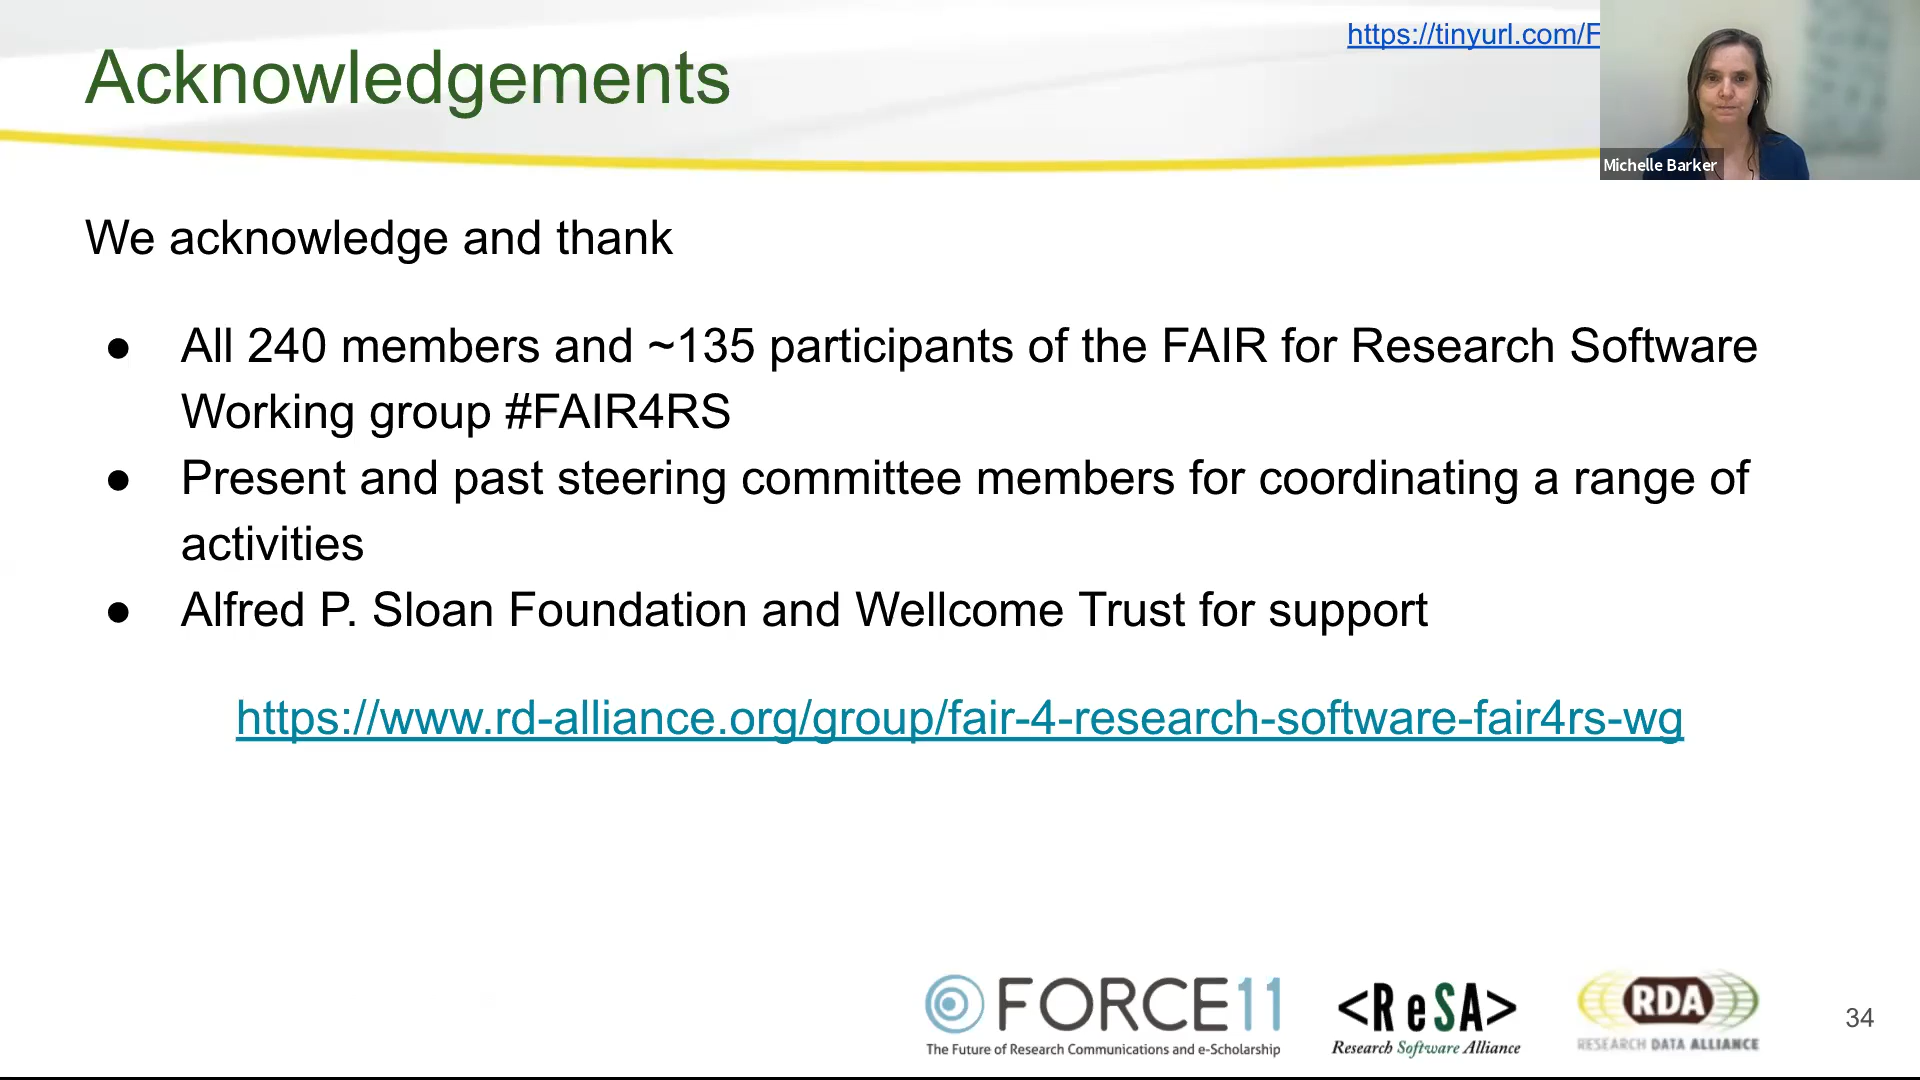 https://tinyurl.com/F
Acknowledgements
Michelle Barker
We acknowledge and thank
● All 240 members and ~135 participants of the FAIR for Research Software
Working group #FAIR4RS
● Present and past steering committee members for coordinating a range of
activities
● Alfred P. Sloan Foundation and Wellcome Trust for support
https://www.rd-alliance.org/group/fair-4-research-software-fair4rs-wg
FORCE11
The Future of Research Communications and e-Scholarship
<ReSA>
Research Software Alliance
RDA
RESEARCH DATA ALLIANCE
34